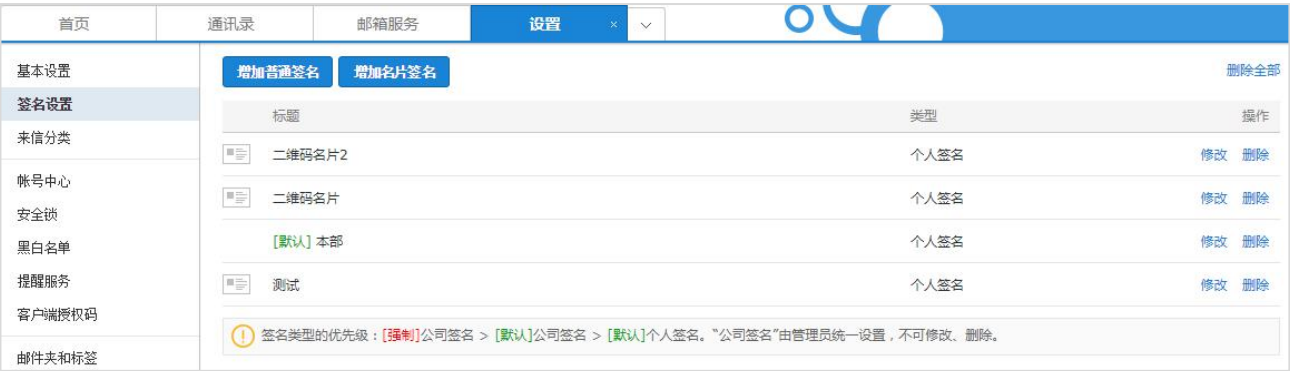 首页 通讯录 邮箱服务 设置 ×
基本设置
签名设置
来信分类
帐号中心
安全锁
黑白名单
提醒服务
客户端授权码
邮件夹和标签
增加普通签名 增加名片签名 删除全部
标题 类型 操作
二维码名片2 个人签名 修改 删除
二维码名片 个人签名 修改 删除
[默认] 本部 个人签名 修改 删除
测试 个人签名 修改 删除
签名类型的优先级：[强制]公司签名 > [默认]公司签名 > [默认]个人签名。“公司签名”由管理员统一设置，不可修改、删除。